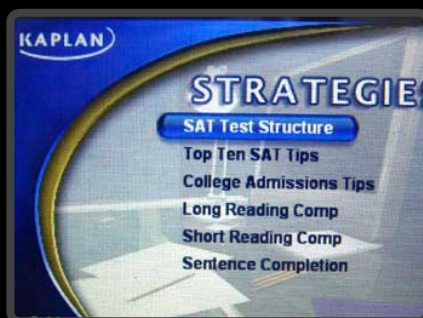 KAPLAN
STRATEGIES
SAT Test Structure
Top Ten SAT Tips
College Admissions Tips
Long Reading Comp
Short Reading Comp
Sentence Completion